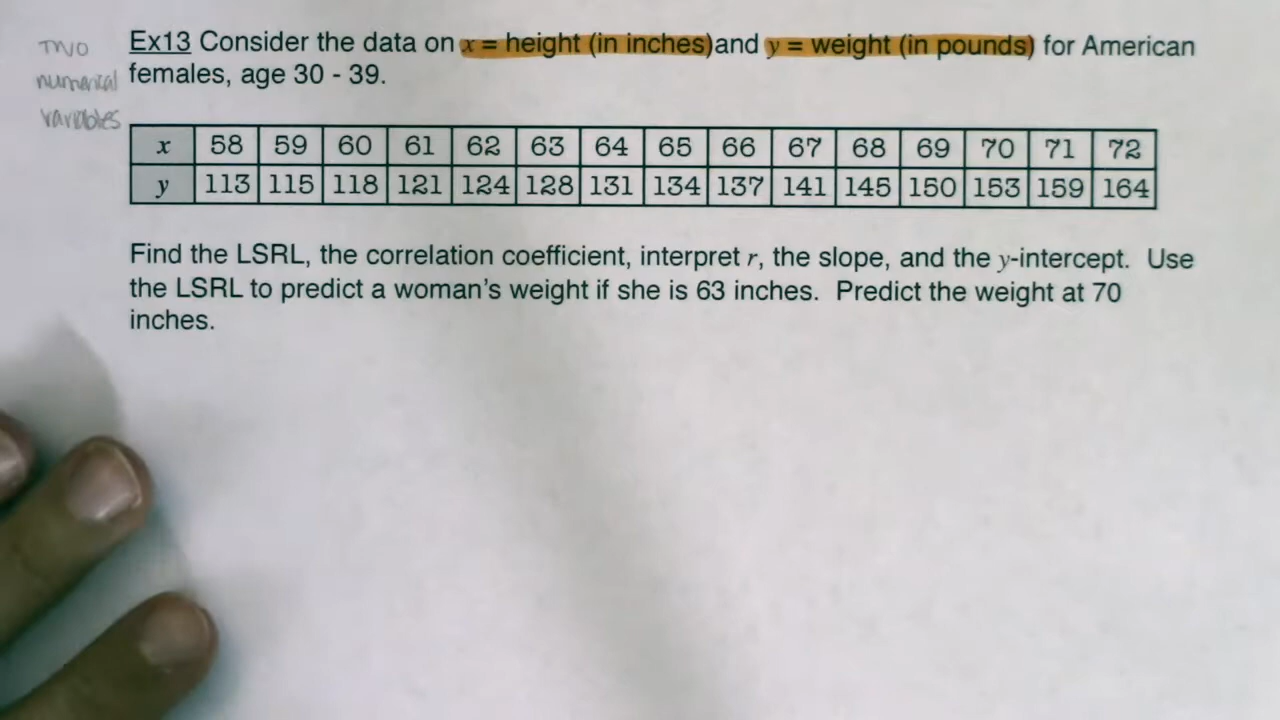 TWO
numerical
variables
Ex13 Consider the data on x = height (in inches)and y = weight (in pounds) for American
females, age 30 - 39.
x 58 59 60 61 62 63 64 65 66 67 68 69 70 71 72
y 113 115 118 121 124 128 131 134 137 141 145 150 153 159 164
Find the LSRL, the correlation coefficient, interpret r, the slope, and the y-intercept. Use
the LSRL to predict a woman's weight if she is 63 inches. Predict the weight at 70
inches.